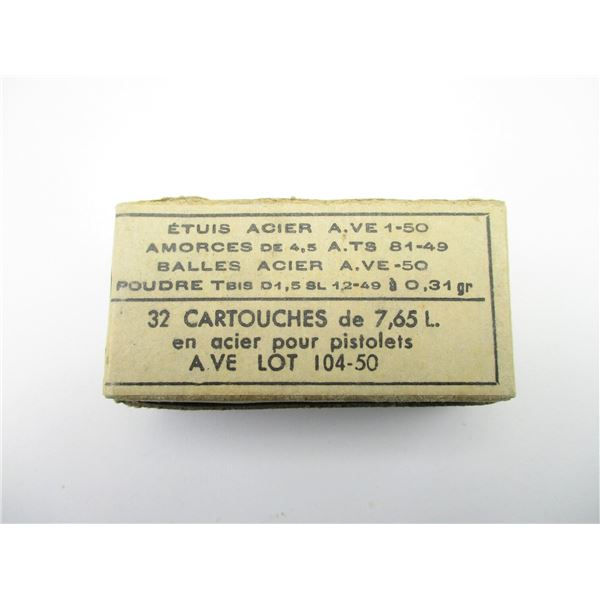 ÉTUIS ACIER A.VE 1-50
AMORCES DE 4,5 A.TS 81-49
BALLES ACIER A.VE-50
POUDRE TBIS D1,5 SL 1,2-49 à 0,31 gr
32 CARTOUCHES de 7,65 L.
en acier pour pistolets
A.VE LOT 104-50